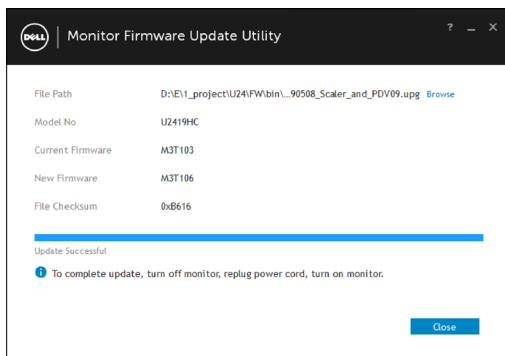 DELL Monitor Firmware Update Utility ? _ X
File Path D:\E\1_project\U24\FW\bin\...90508_Scaler_and_PDV09.upg Browse
Model No U2419HC
Current Firmware M3T103
New Firmware M3T106
File Checksum 0xB616
Update Successful
i To complete update, turn off monitor, replug power cord, turn on monitor.
Close